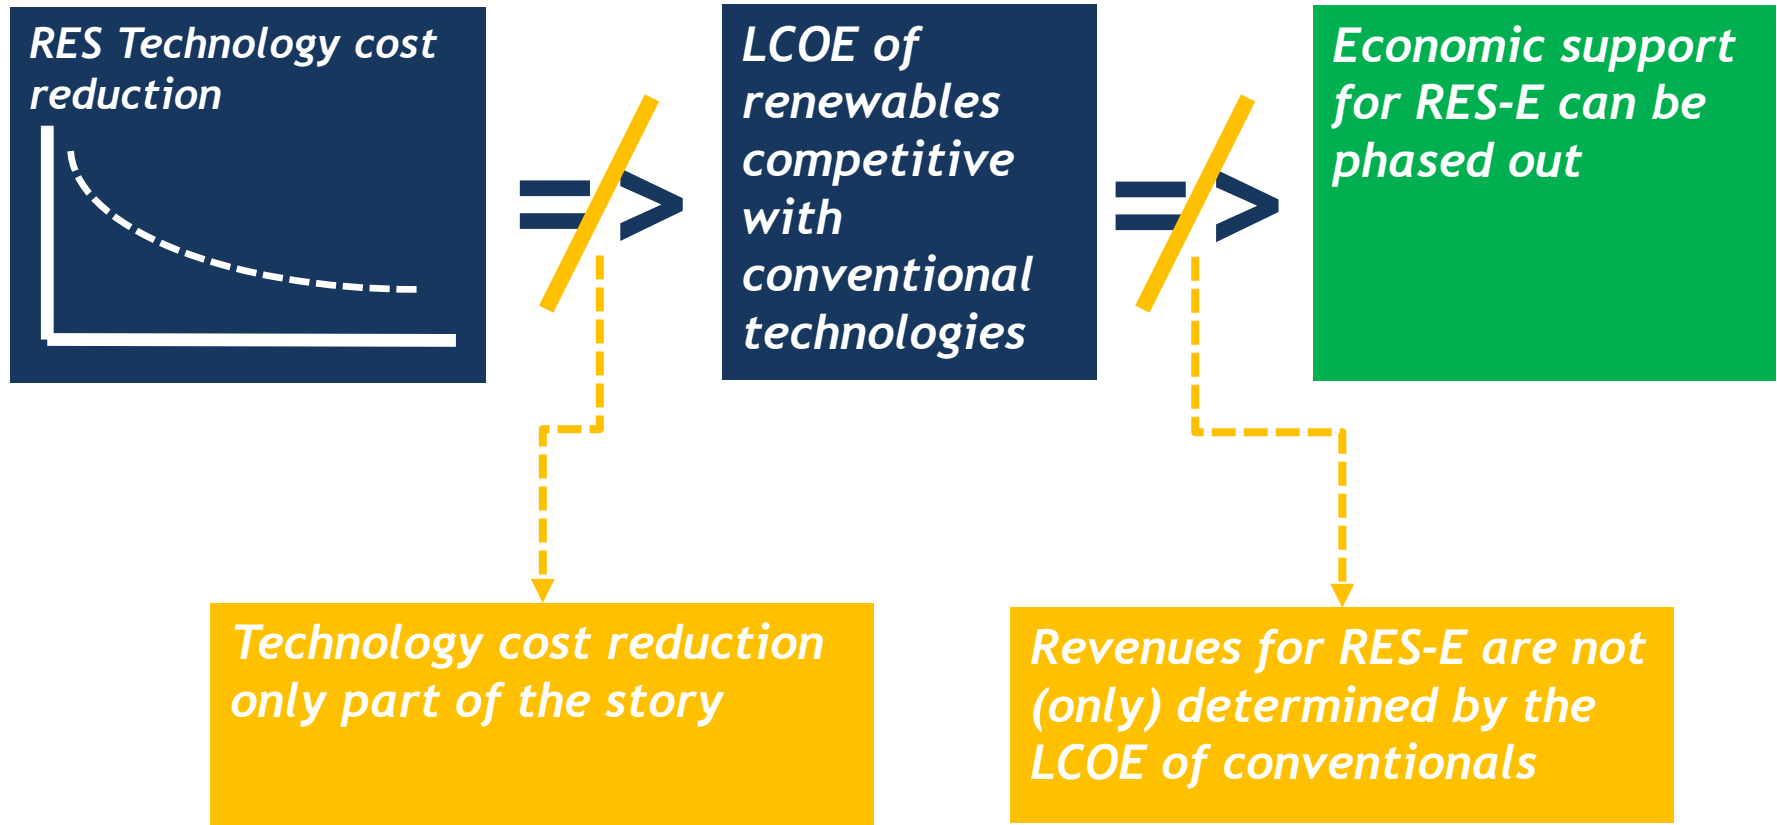 RES Technology cost
reduction
=>
LCOE of
renewables
competitive
with
conventional
technologies
=>
Economic support
for RES-E can be
phased out
Technology cost reduction
only part of the story
Revenues for RES-E are not
(only) determined by the
LCOE of conventionals